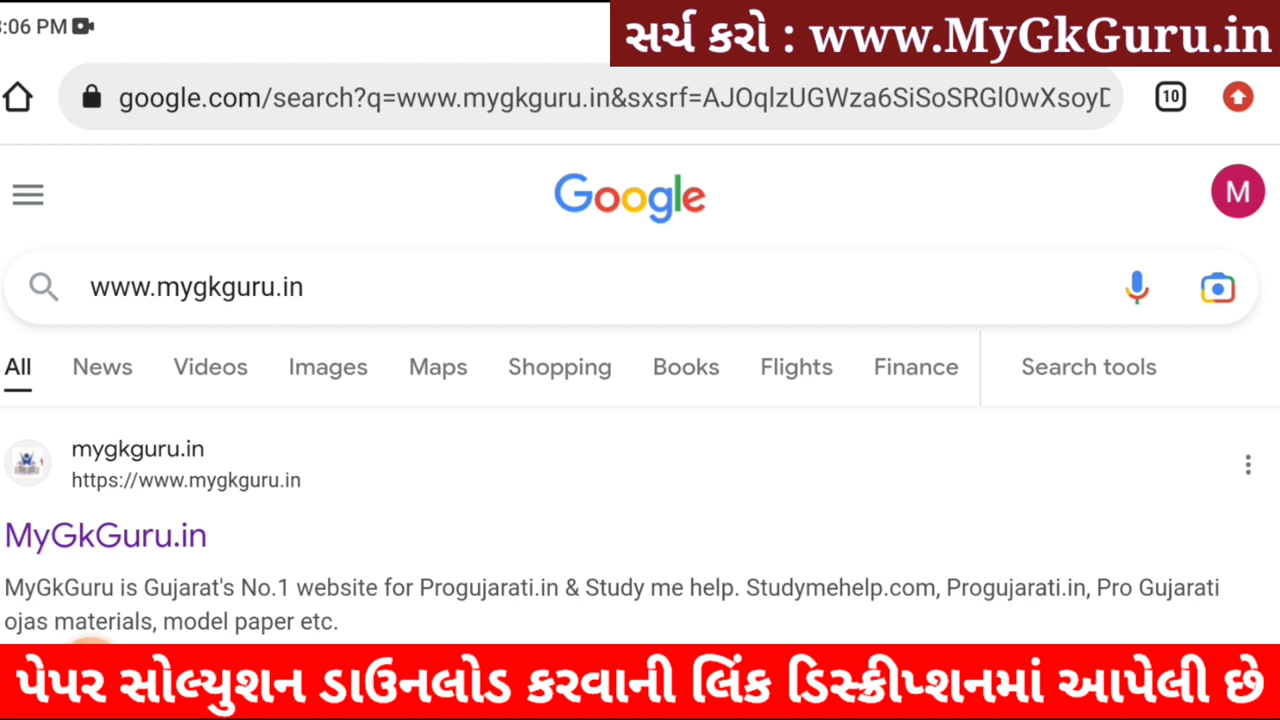 :06 PM
સર્ચ કરો : www.MyGkGuru.in
google.com/search?q=www.mygkguru.in&sxsrf=AJOqlzUGWza6SiSoSRGl0wXsoyD
10
Google
M
www.mygkguru.in
All News Videos Images Maps Shopping Books Flights Finance Search tools
mygkguru.in
https://www.mygkguru.in
MyGkGuru.in
MyGkGuru is Gujarat's No.1 website for Progujarati.in & Study me help. Studymehelp.com, Progujarati.in, Pro Gujarati
ojas materials, model paper etc.
પેપર સોલ્યુશન ડાઉનલોડ કરવાની લિંક ડિસ્ક્રીપ્શનમાં આપેલી છે